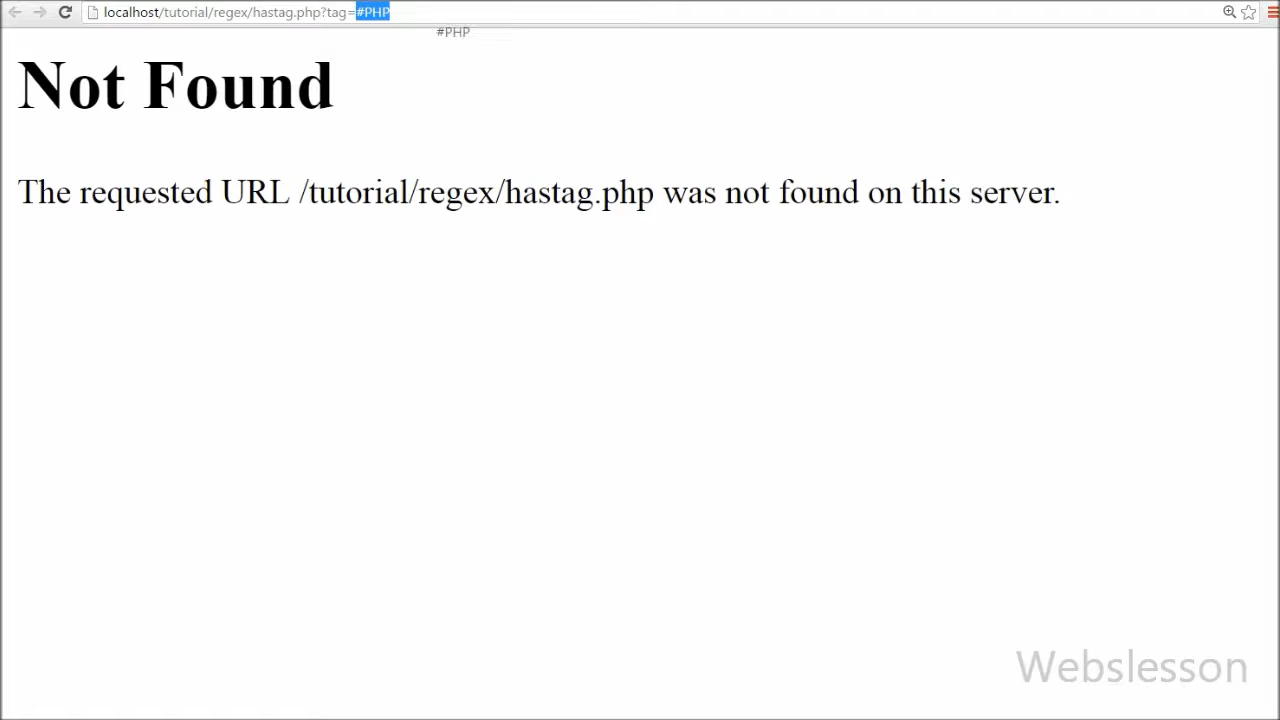 localhost/tutorial/regex/hastag.php?tag=#PHP
#PHP
Not Found
The requested URL /tutorial/regex/hastag.php was not found on this server.
Webslesson